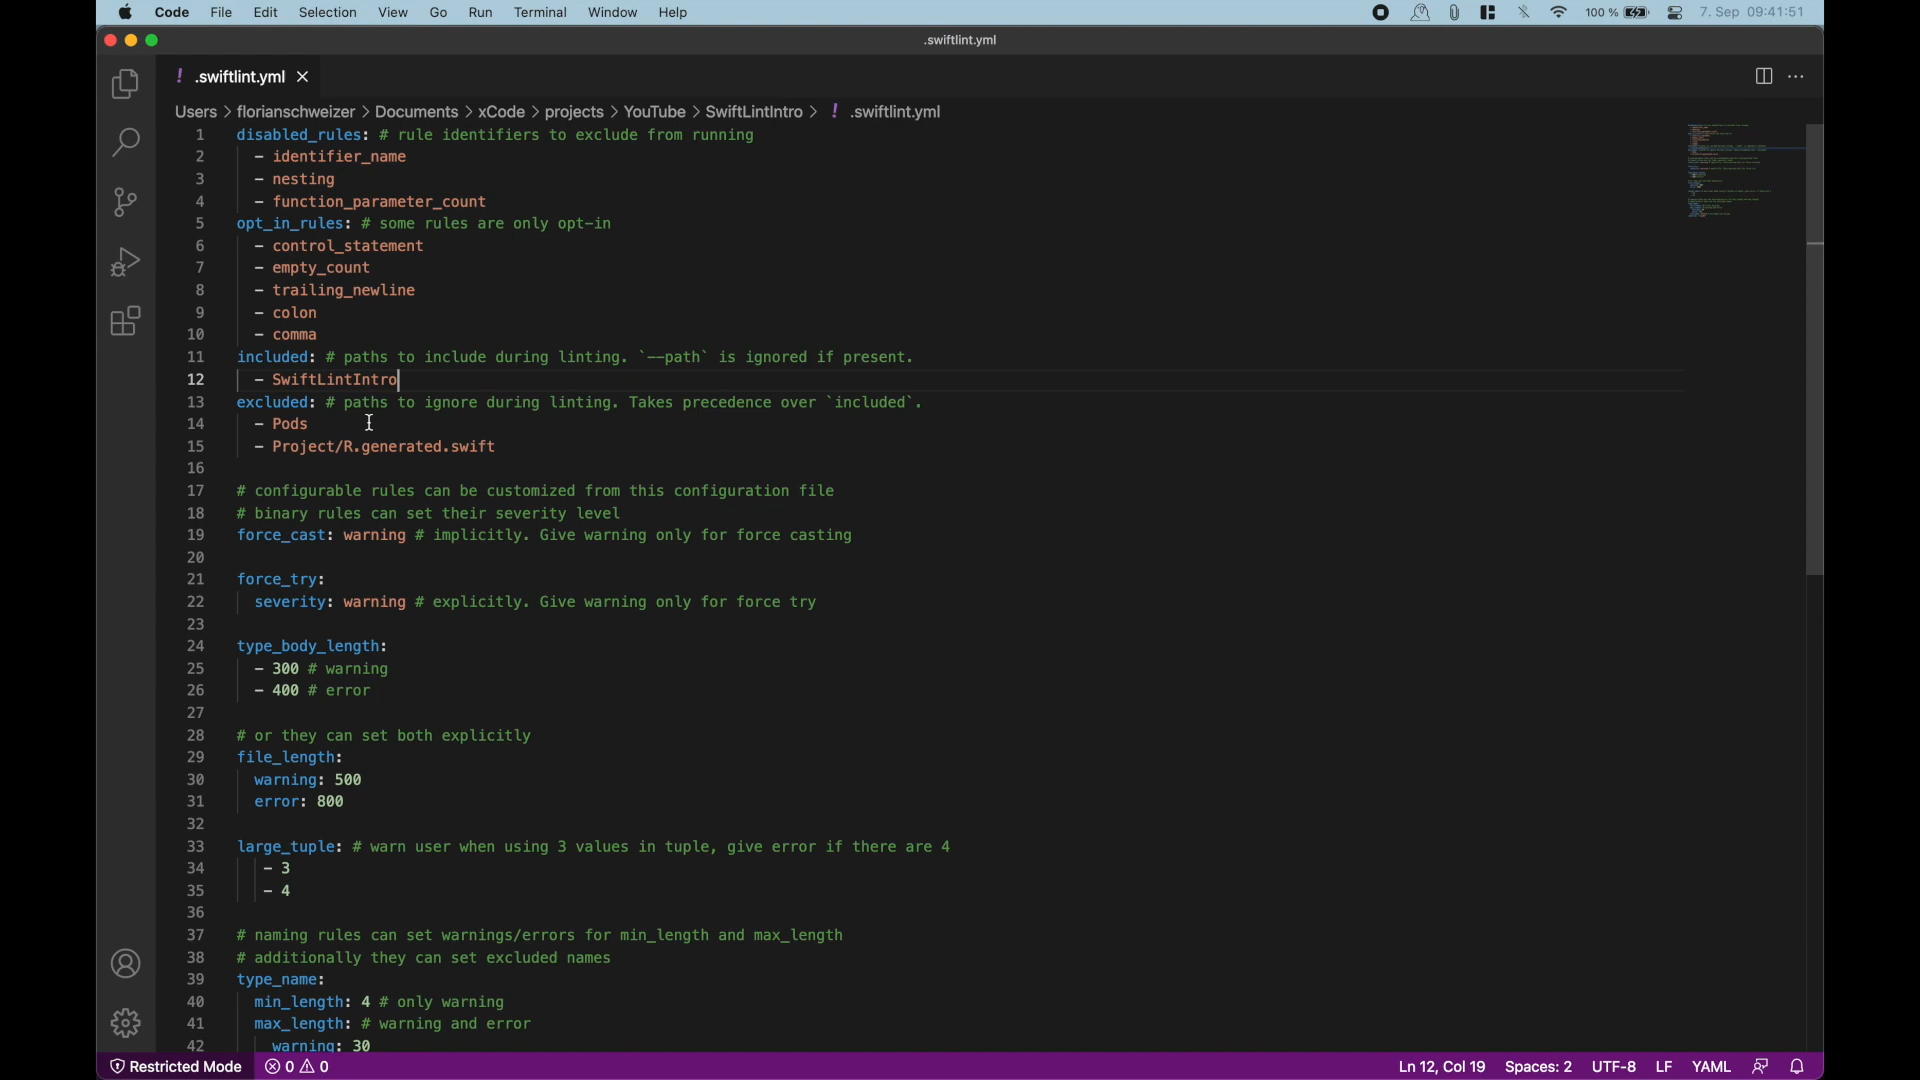 Code File Edit Selection View Go Run Terminal Window Help 100 % 7. Sep 09:41:51
.swiftlint.yml
! .swiftlint.yml
Users > florianschweizer > Documents > xCode > projects > YouTube > SwiftLintIntro > ! .swiftlint.yml
1 disabled_rules: # rule identifiers to exclude from running
2 - identifier_name
3 - nesting
4 - function_parameter_count
5 opt_in_rules: # some rules are only opt-in
6 - control_statement
7 - empty_count
8 - trailing_newline
9 - colon
10 - comma
11 included: # paths to include during linting. `--path` is ignored if present.
12 - SwiftLintIntro
13 excluded: # paths to ignore during linting. Takes precedence over `included`.
14 - Pods
15 - Project/R.generated.swift
16
17 # configurable rules can be customized from this configuration file
18 # binary rules can set their severity level
19 force_cast: warning # implicitly. Give warning only for force casting
20
21 force_try:
22 severity: warning # explicitly. Give warning only for force try
23
24 type_body_length:
25 - 300 # warning
26 - 400 # error
27
28 # or they can set both explicitly
29 file_length:
30 warning: 500
31 error: 800
32
33 large_tuple: # warn user when using 3 values in tuple, give error if there are 4
34 - 3
35 - 4
36
37 # naming rules can set warnings/errors for min_length and max_length
38 # additionally they can set excluded names
39 type_name:
40 min_length: 4 # only warning
41 max_length: # warning and error
42 warning: 30
Restricted Mode 0 0 Ln 12, Col 19 Spaces: 2 UTF-8 LF YAML